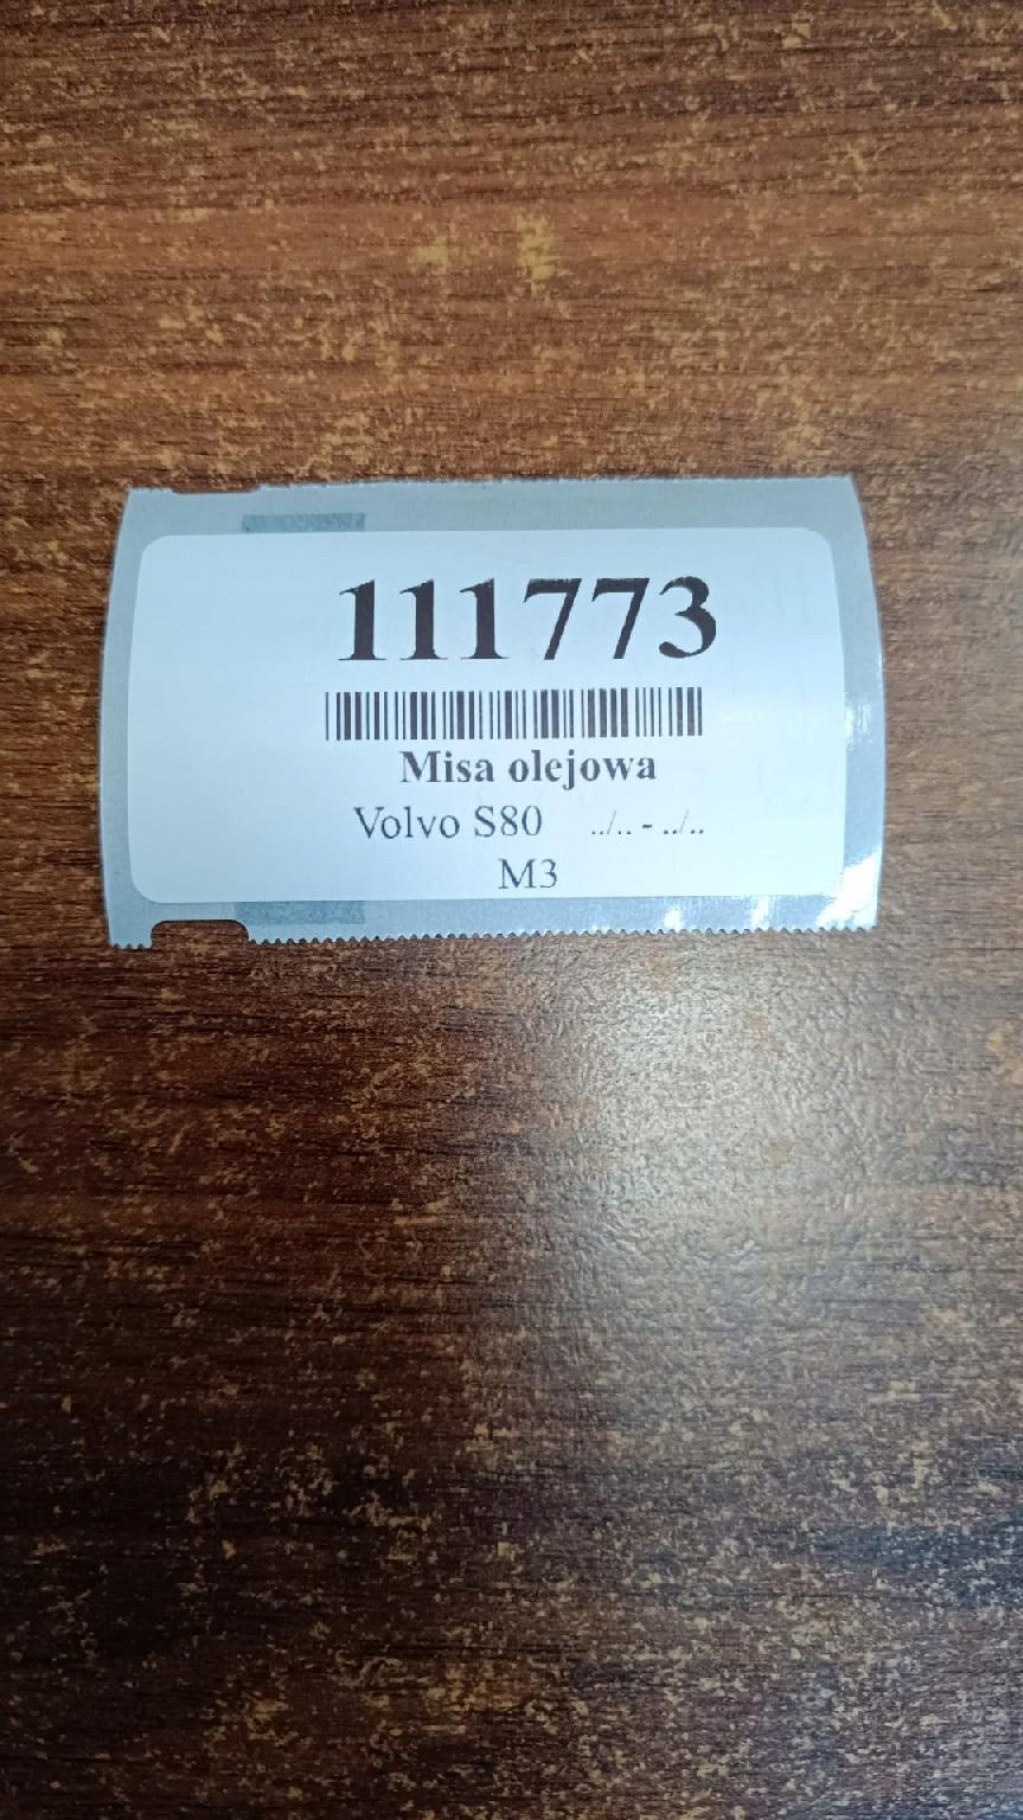 111773
Misa olejowa
Volvo S80 ../.. - ../..
M3